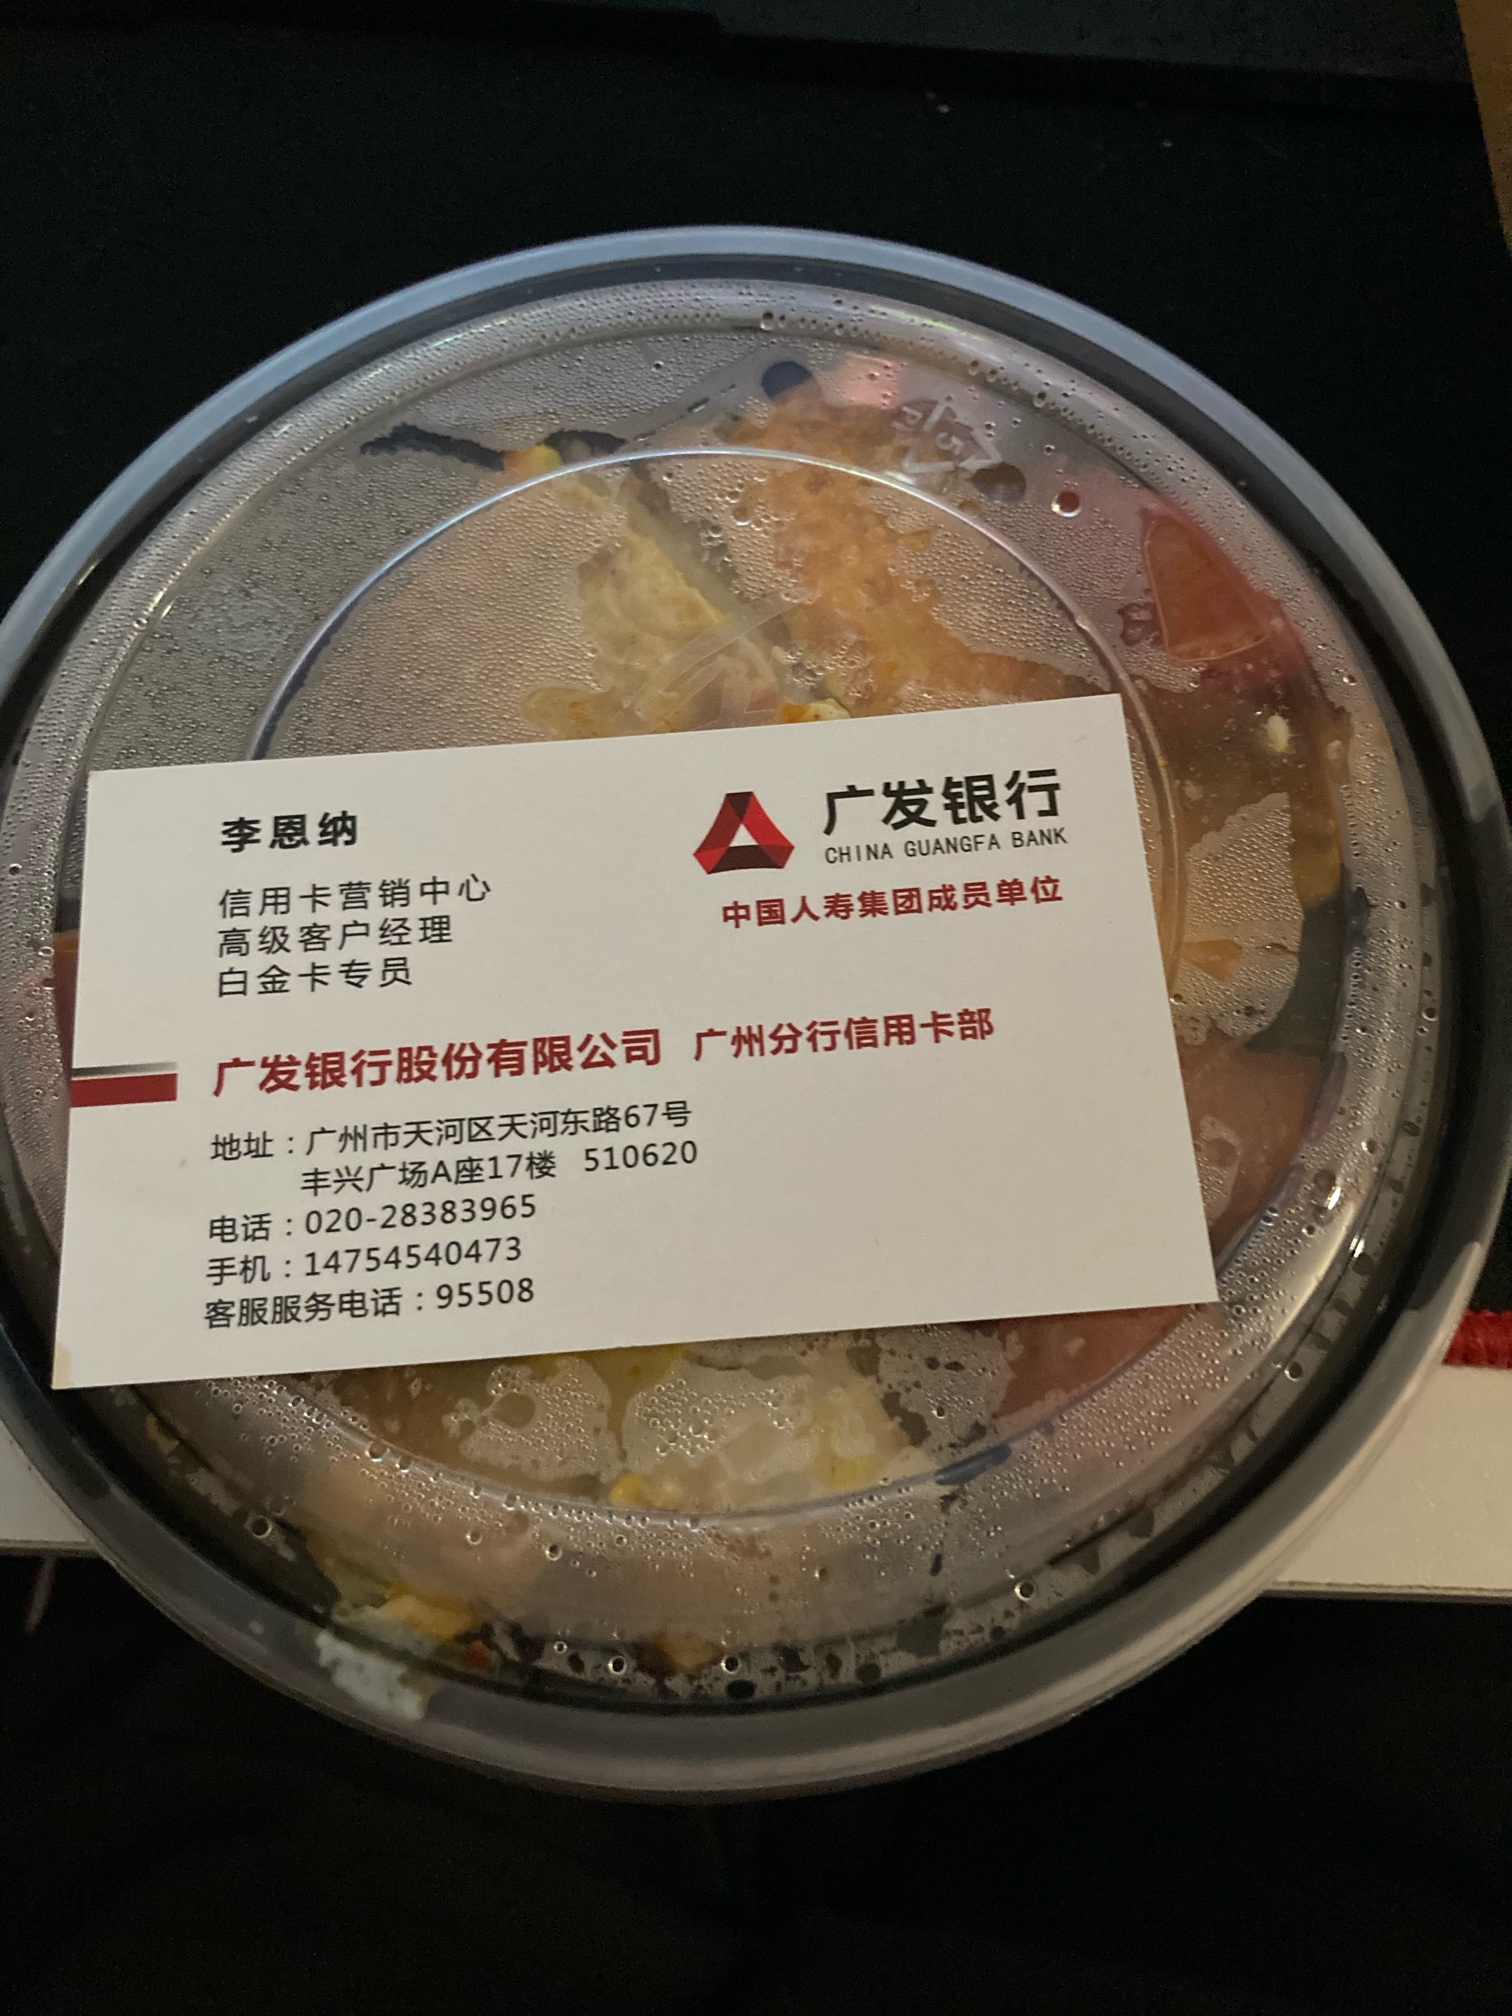 李恩纳
信用卡营销中心
高级客户经理
白金卡专员
广发银行
CHINA GUANGFA BANK
中国人寿集团成员单位
广发银行股份有限公司 广州分行信用卡部
地址：广州市天河区天河东路67号
丰兴广场A座17楼 510620
电话：020-28383965
手机：14754540473
客服服务电话：95508